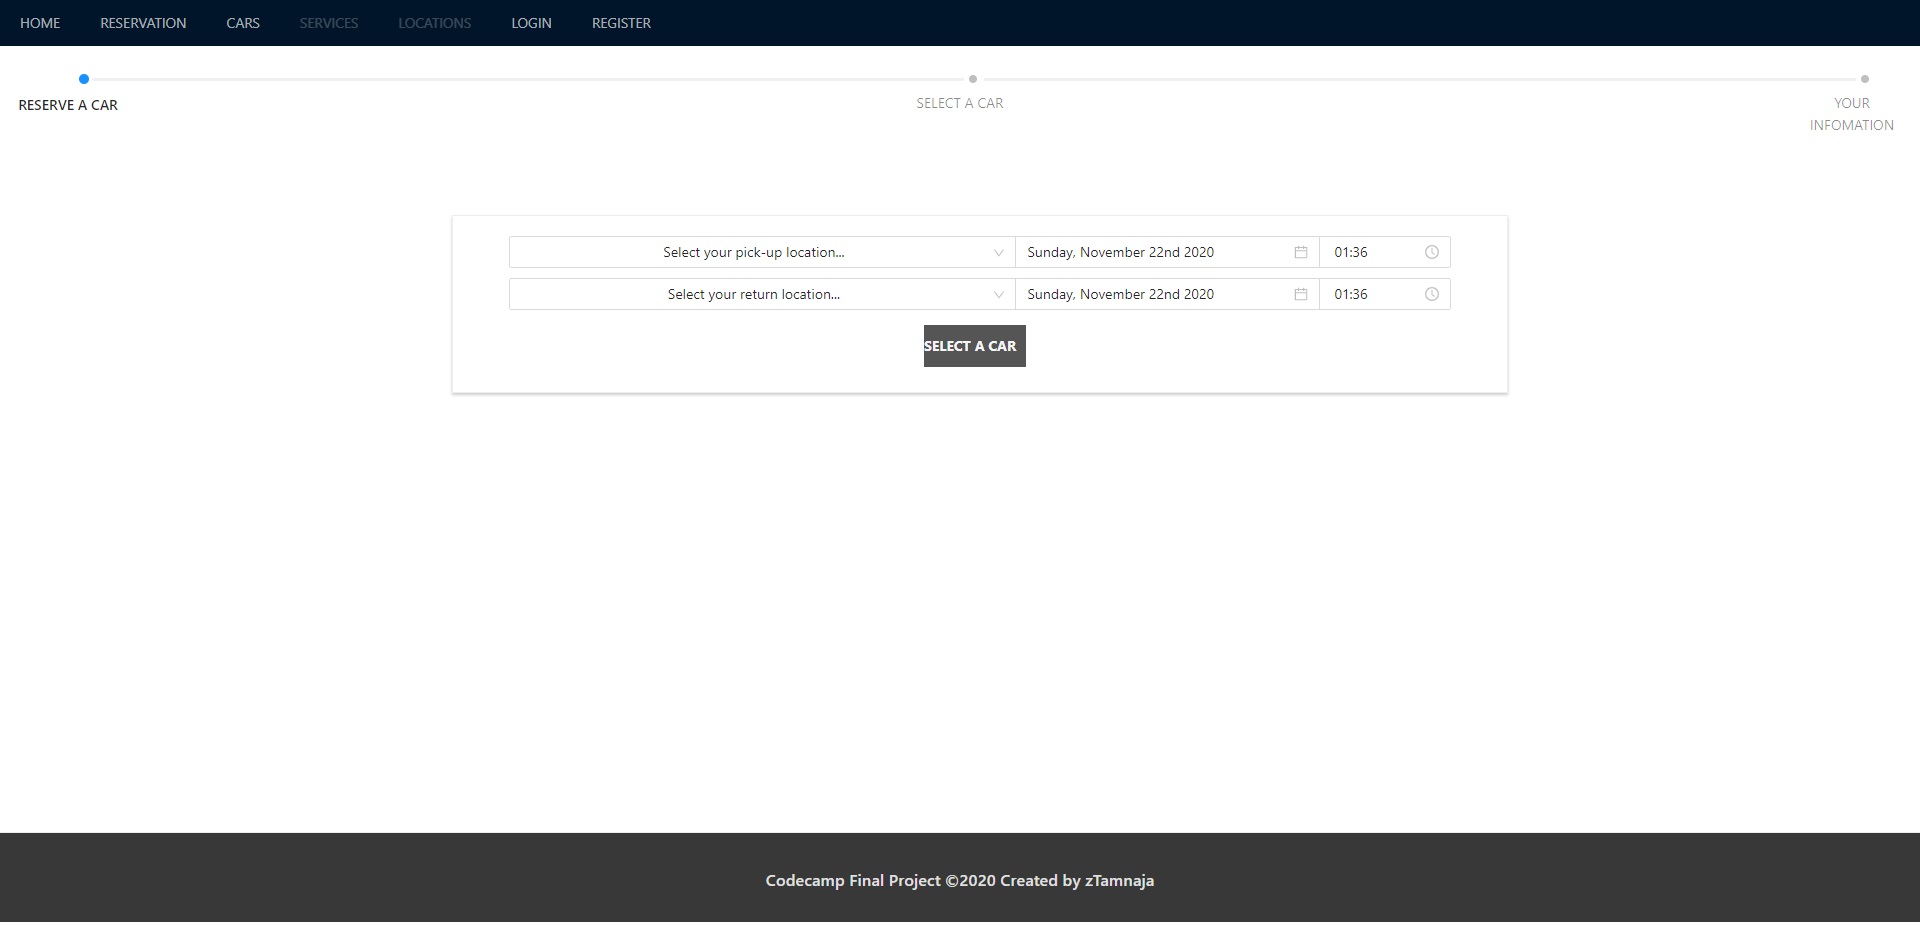 HOME RESERVATION CARS SERVICES LOCATIONS LOGIN REGISTER
RESERVE A CAR
SELECT A CAR
YOUR
INFOMATION
Select your pick-up location... Sunday, November 22nd 2020 01:36
Select your return location... Sunday, November 22nd 2020 01:36
SELECT A CAR
Codecamp Final Project ©2020 Created by zTamnaja